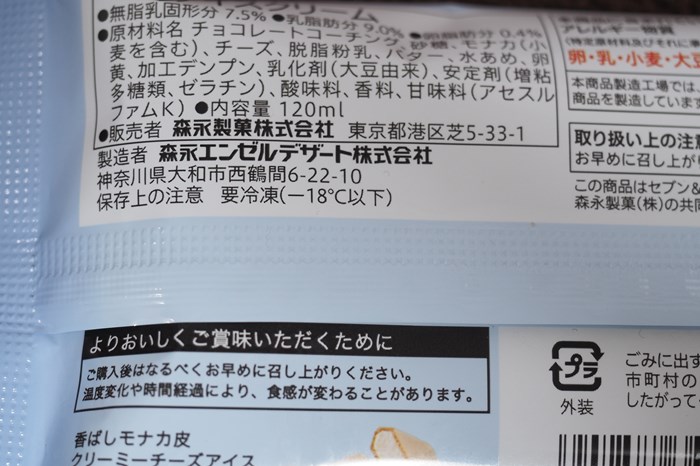 ●無脂乳固形分 7.5% ●乳脂肪分 9.0% ●卵脂肪分 0.4%
●原材料名 チョコレートコーチング、砂糖、モナカ(小
麦を含む)、チーズ、脱脂粉乳、バター、水あめ、卵
黄、加工デンプン、乳化剤(大豆由来)、安定剤(増粘
多糖類、ゼラチン)、酸味料、香料、甘味料(アセスル
ファムK) ●内容量 120ml
●販売者 森永製菓株式会社 東京都港区芝5-33-1
製造者 森永エンゼルデザート株式会社
神奈川県大和市西鶴間6-22-10
保存上の注意 要冷凍(−18℃以下)
アレルギー物質
(特定原材料及びそれに
卵・乳・小麦・大豆
本商品製造工場では、
商品を製造していま
取り扱い上の注意
お早めに召し上が
この商品はセブン&
森永製菓(株)の共同
よりおいしくご賞味いただくために
ご購入後はなるべくお早めに召し上がりください。
温度変化や時間経過により、食感が変わることがあります。
プラ
外装
ごみに出す
市町村の
したがって
香ばしモナカ皮
クリーミーチーズアイス